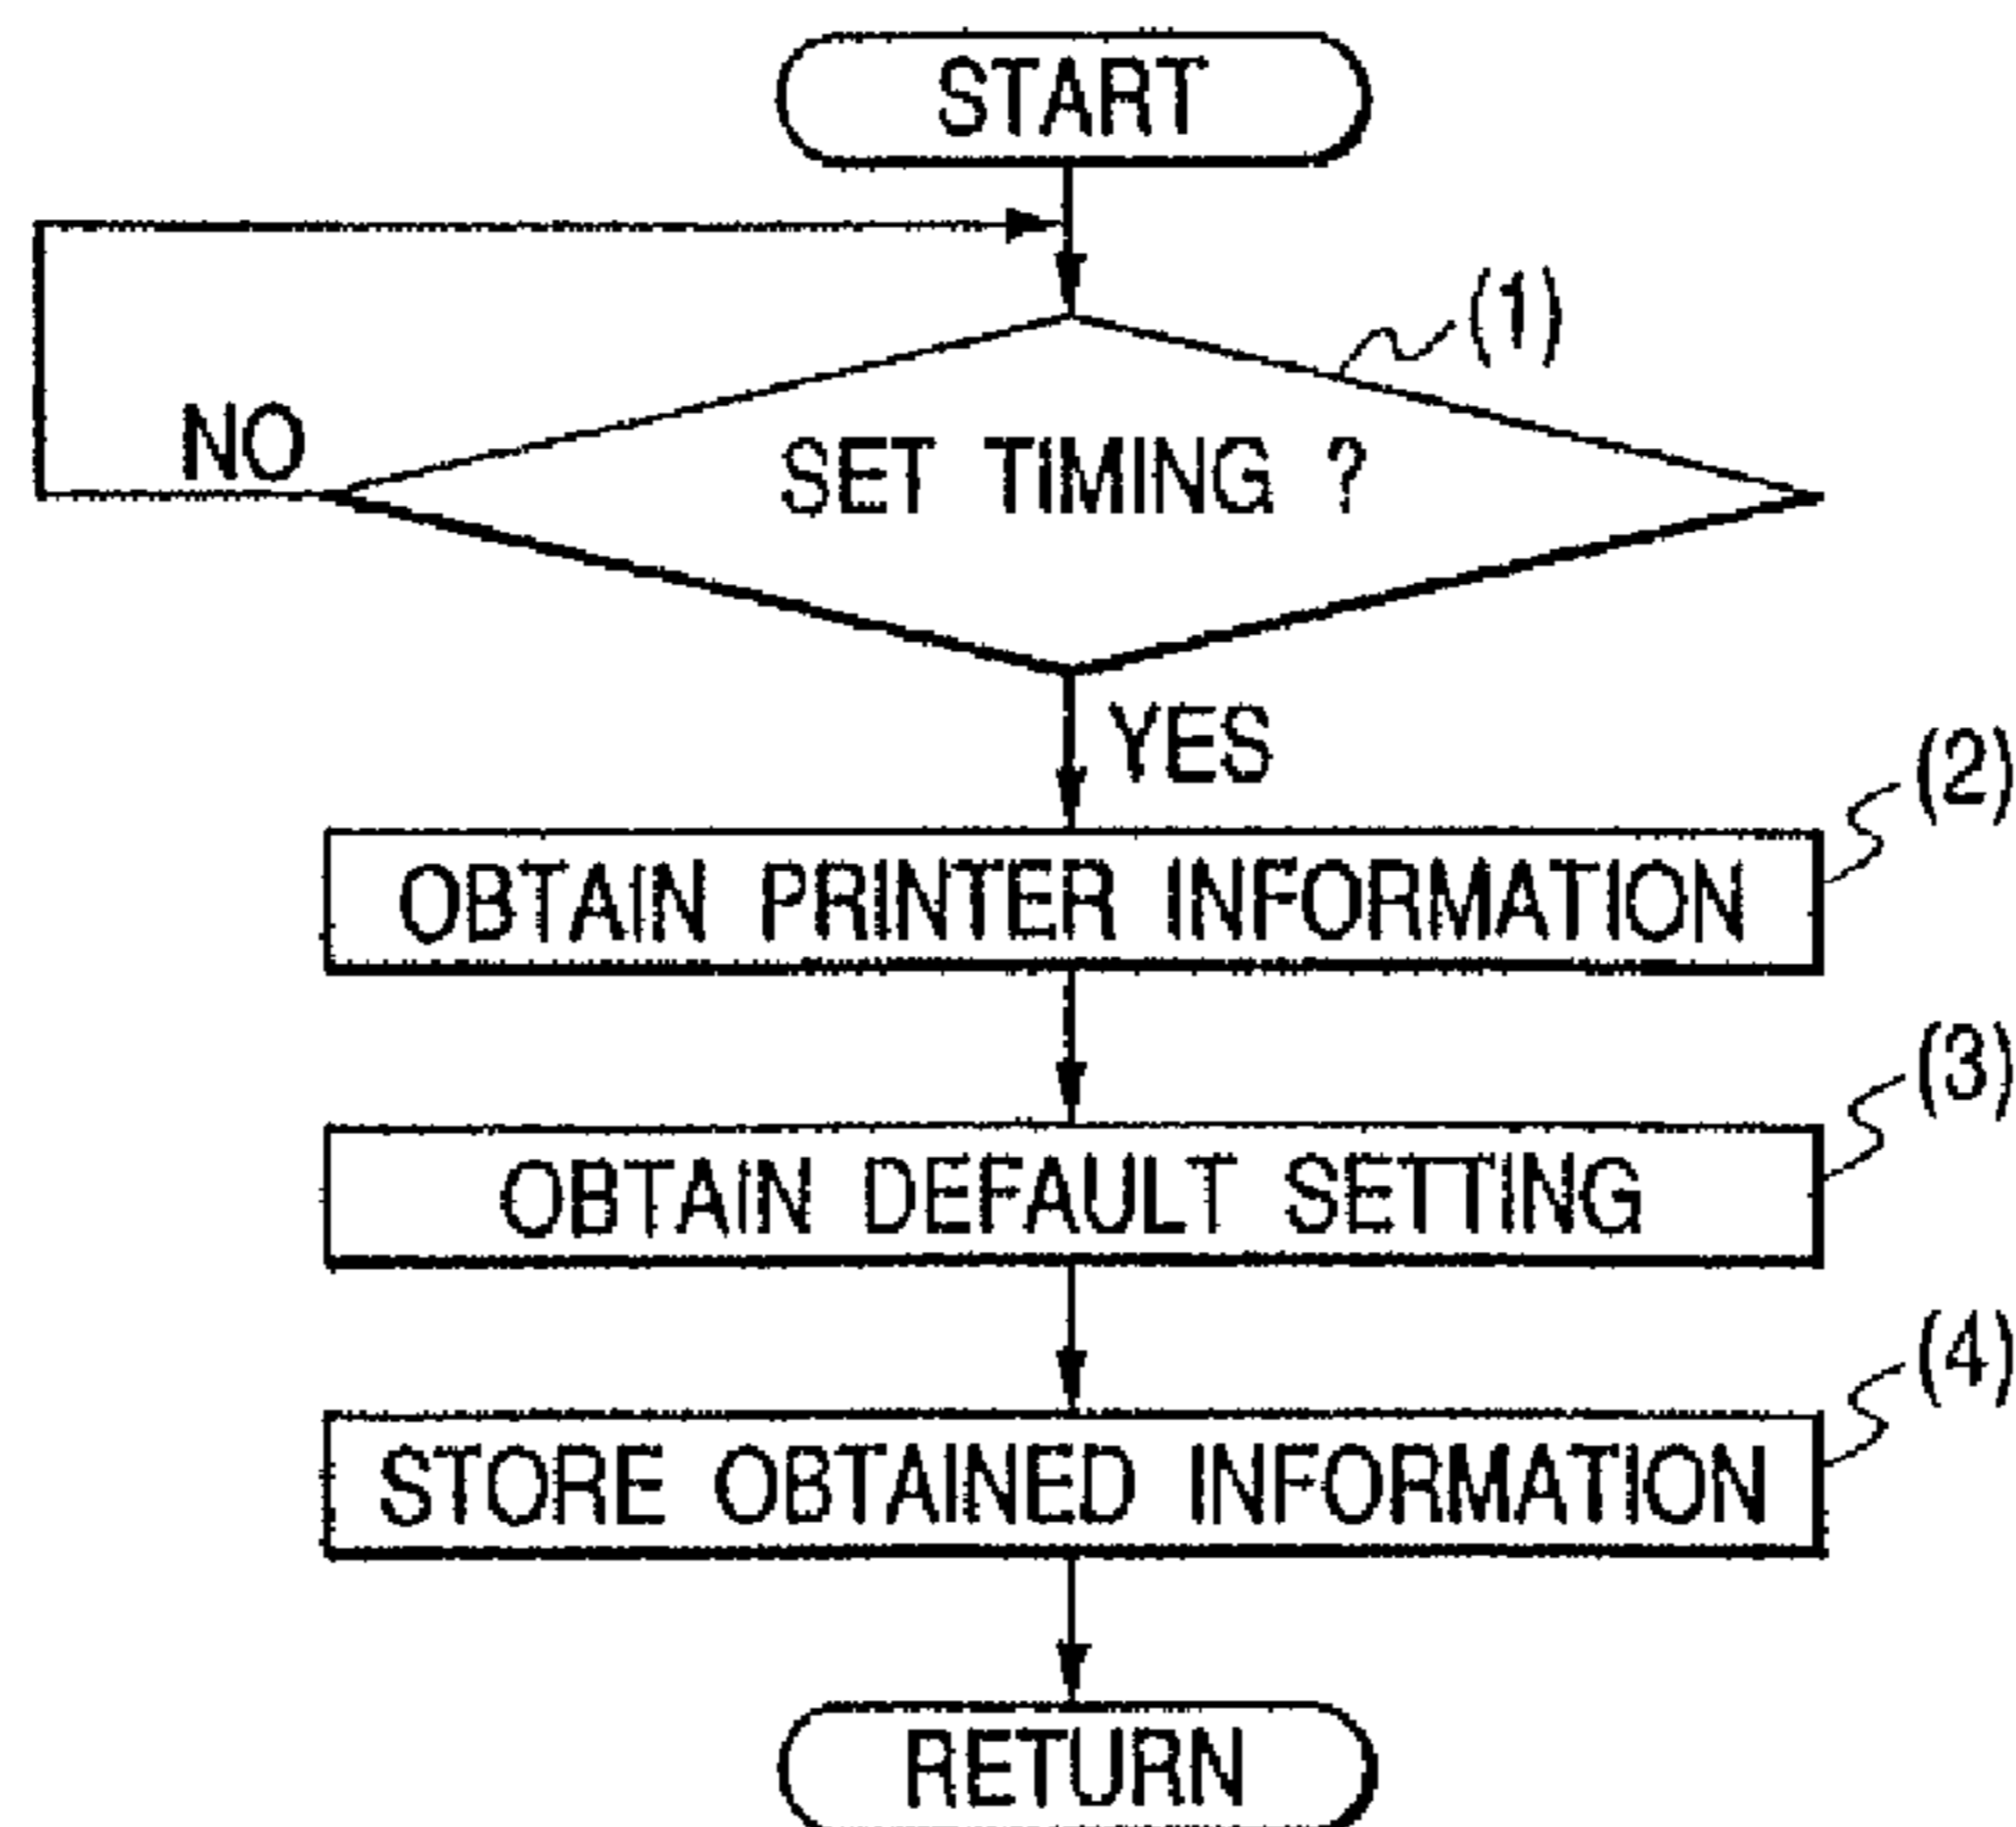 START
(1)
SET TIMING ?
NO
YES
(2)
OBTAIN PRINTER INFORMATION
(3)
OBTAIN DEFAULT SETTING
(4)
STORE OBTAINED INFORMATION
RETURN